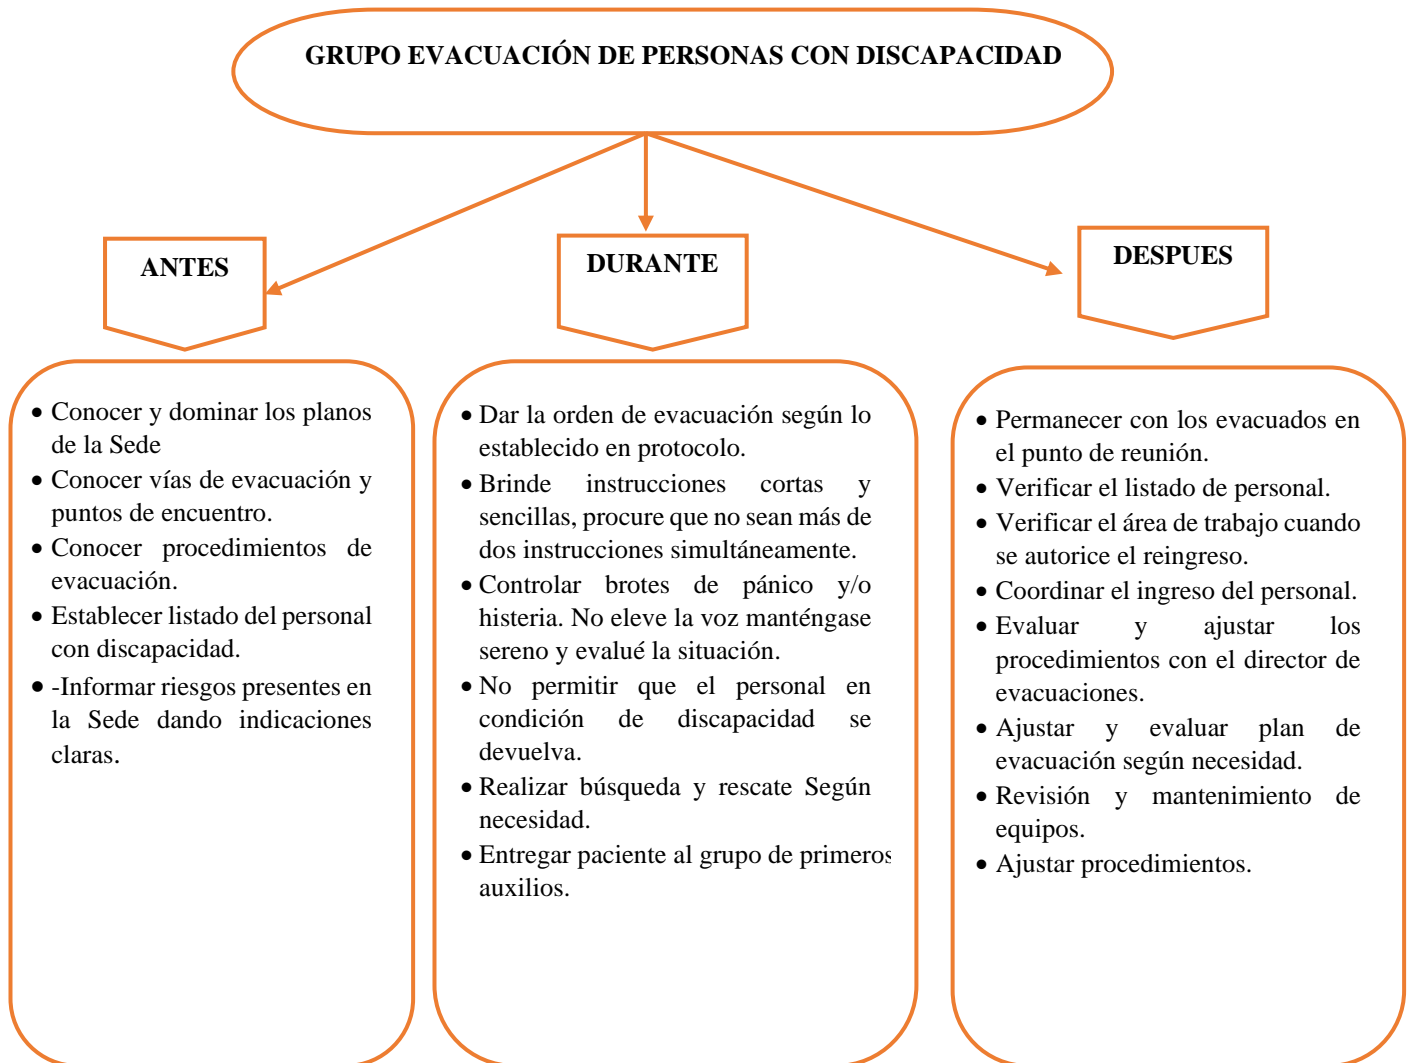 GRUPO EVACUACIÓN DE PERSONAS CON DISCAPACIDAD
ANTES
• Conocer y dominar los planos
de la Sede
• Conocer vías de evacuación y
puntos de encuentro.
• Conocer procedimientos de
evacuación.
• Establecer listado del personal
con discapacidad.
• -Informar riesgos presentes en
la Sede dando indicaciones
claras.
DURANTE
• Dar la orden de evacuación según lo
establecido en protocolo.
• Brinde instrucciones cortas y
sencillas, procure que no sean más de
dos instrucciones simultáneamente.
• Controlar brotes de pánico y/o
histeria. No eleve la voz manténgase
sereno y evalué la situación.
• No permitir que el personal en
condición de discapacidad se
devuelva.
• Realizar búsqueda y rescate Según
necesidad.
• Entregar paciente al grupo de primeros
auxilios.
DESPUES
• Permanecer con los evacuados en
el punto de reunión.
• Verificar el listado de personal.
• Verificar el área de trabajo cuando
se autorice el reingreso.
• Coordinar el ingreso del personal.
• Evaluar y ajustar los
procedimientos con el director de
evacuaciones.
• Ajustar y evaluar plan de
evacuación según necesidad.
• Revisión y mantenimiento de
equipos.
• Ajustar procedimientos.